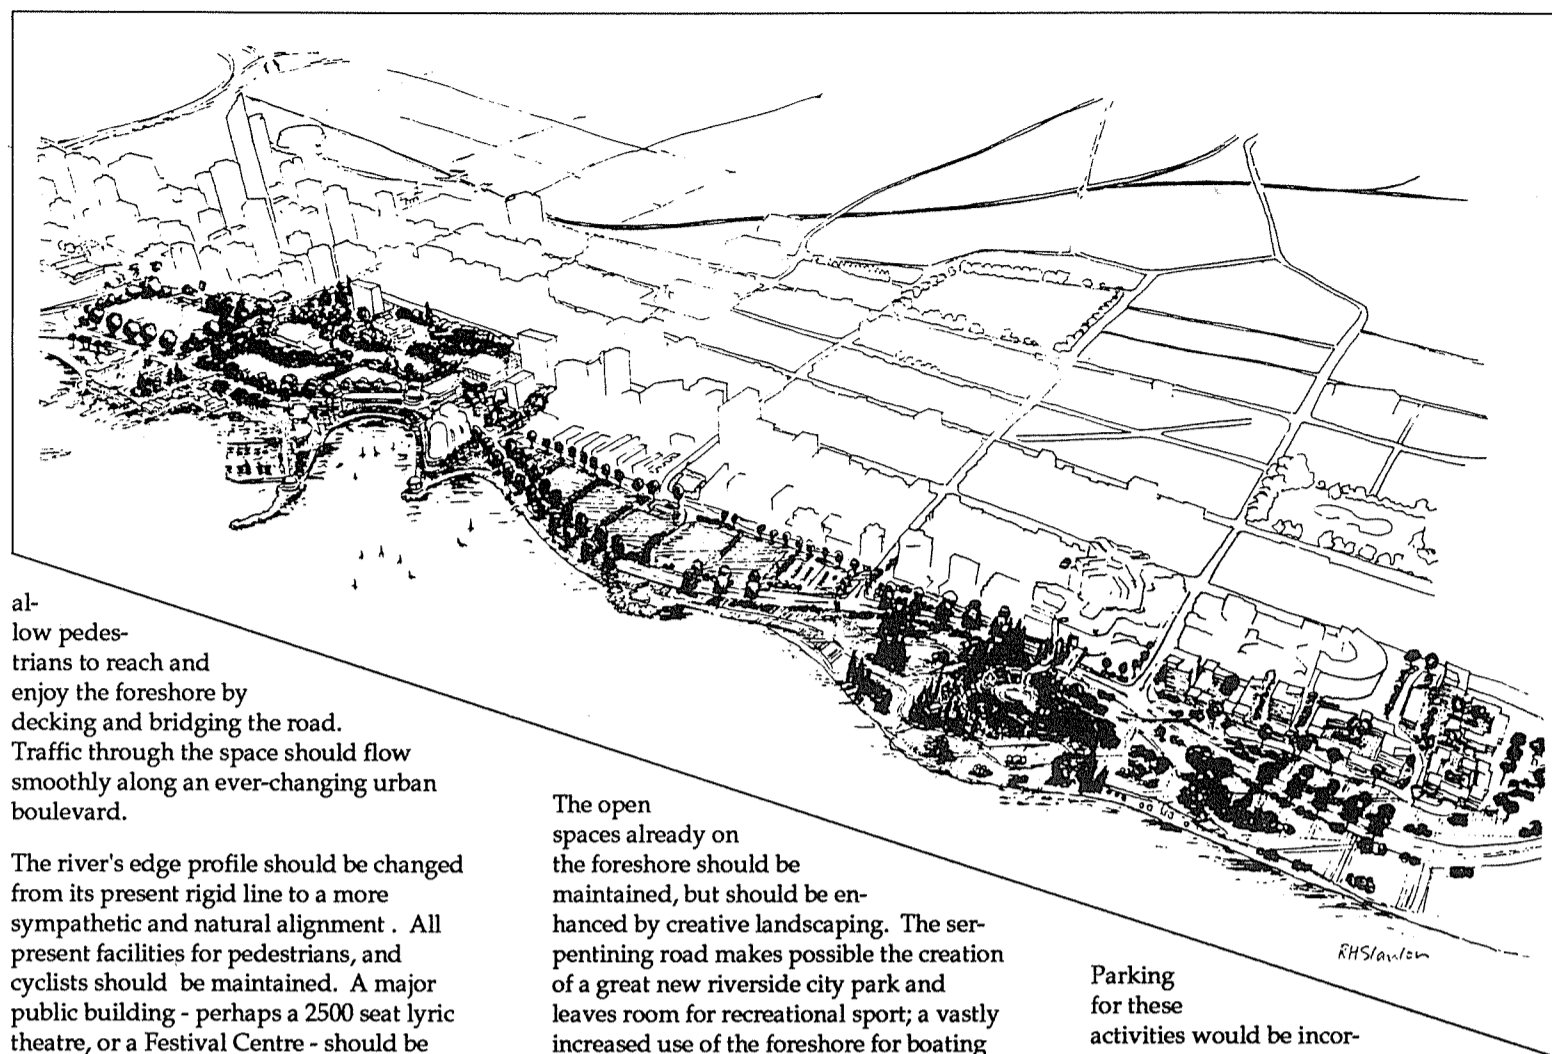 al-
low pedes-
trians to reach and
enjoy the foreshore by
decking and bridging the road.
Traffic through the space should flow
smoothly along an ever-changing urban
boulevard.
The river's edge profile should be changed
from its present rigid line to a more
sympathetic and natural alignment . All
present facilities for pedestrians, and
cyclists should be maintained. A major
public building - perhaps a 2500 seat lyric
theatre, or a Festival Centre - should be
The open
spaces already on
the foreshore should be
maintained, but should be en-
hanced by creative landscaping. The ser-
pentining road makes possible the creation
of a great new riverside city park and
leaves room for recreational sport; a vastly
increased use of the foreshore for boating
RHStanton
Parking
for these
activities would be incor-